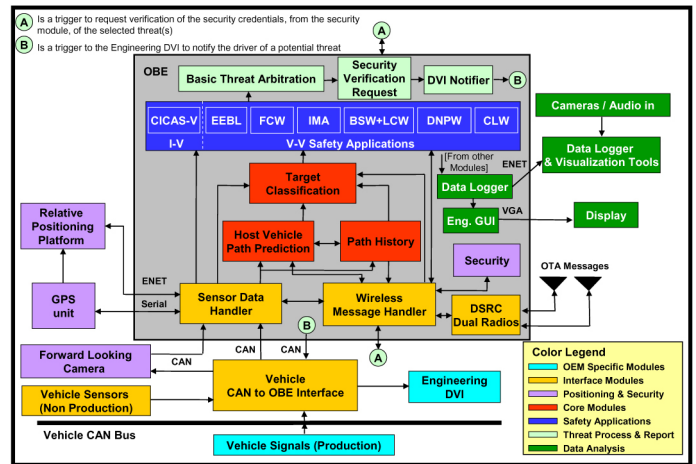 A Is a trigger to request verification of the security credentials, from the security
module, of the selected threat(s)
B Is a trigger to the Engineering DVI to notify the driver of a potential threat
A
OBE
Basic Threat Arbitration
Security
Verification
Request
DVI Notifier
B
CICAS-V
EEBL
FCW
IMA
BSW+LCW
DNPW
CLW
I-V
V-V Safety Applications
Cameras / Audio in
[From other
Modules]
ENET
Data Logger
& Visualization Tools
Target
Classification
Data Logger
Eng. GUI
VGA
Display
Relative
Positioning
Platform
Host Vehicle
Path Prediction
Path History
Security
OTA Messages
ENET
Serial
GPS
unit
Sensor Data
Handler
Wireless
Message Handler
DSRC
Dual Radios
B
A
Forward Looking
Camera
CAN
CAN
CAN
Vehicle
CAN to OBE Interface
Engineering
DVI
Vehicle Sensors
(Non Production)
Vehicle CAN Bus
Vehicle Signals (Production)
Color Legend
OEM Specific Modules
Interface Modules
Positioning & Security
Core Modules
Safety Applications
Threat Process & Report
Data Analysis